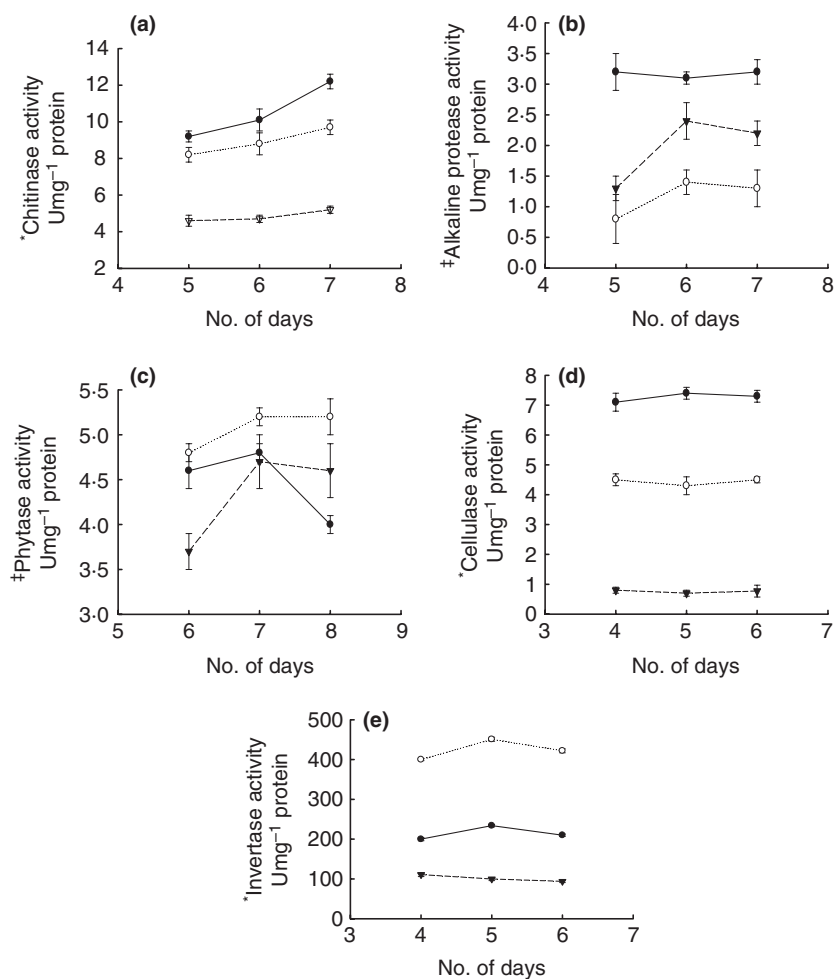 (a)
*Chitinase activity
Umg⁻¹ protein
14
12
10
8
6
4
2
4 5 6 7 8
No. of days
(b)
‡Alkaline protease activity
Umg⁻¹ protein
4·0
3·5
3·0
2·5
2·0
1·5
1·0
0·5
0·0
4 5 6 7 8
No. of days
(c)
‡Phytase activity
Umg⁻¹ protein
5·5
5·0
4·5
4·0
3·5
3·0
5 6 7 8 9
No. of days
(d)
*Cellulase activity
Umg⁻¹ protein
8
7
6
5
4
3
2
1
0
3 4 5 6 7
No. of days
(e)
*Invertase activity
Umg⁻¹ protein
500
400
300
200
100
0
3 4 5 6 7
No. of days